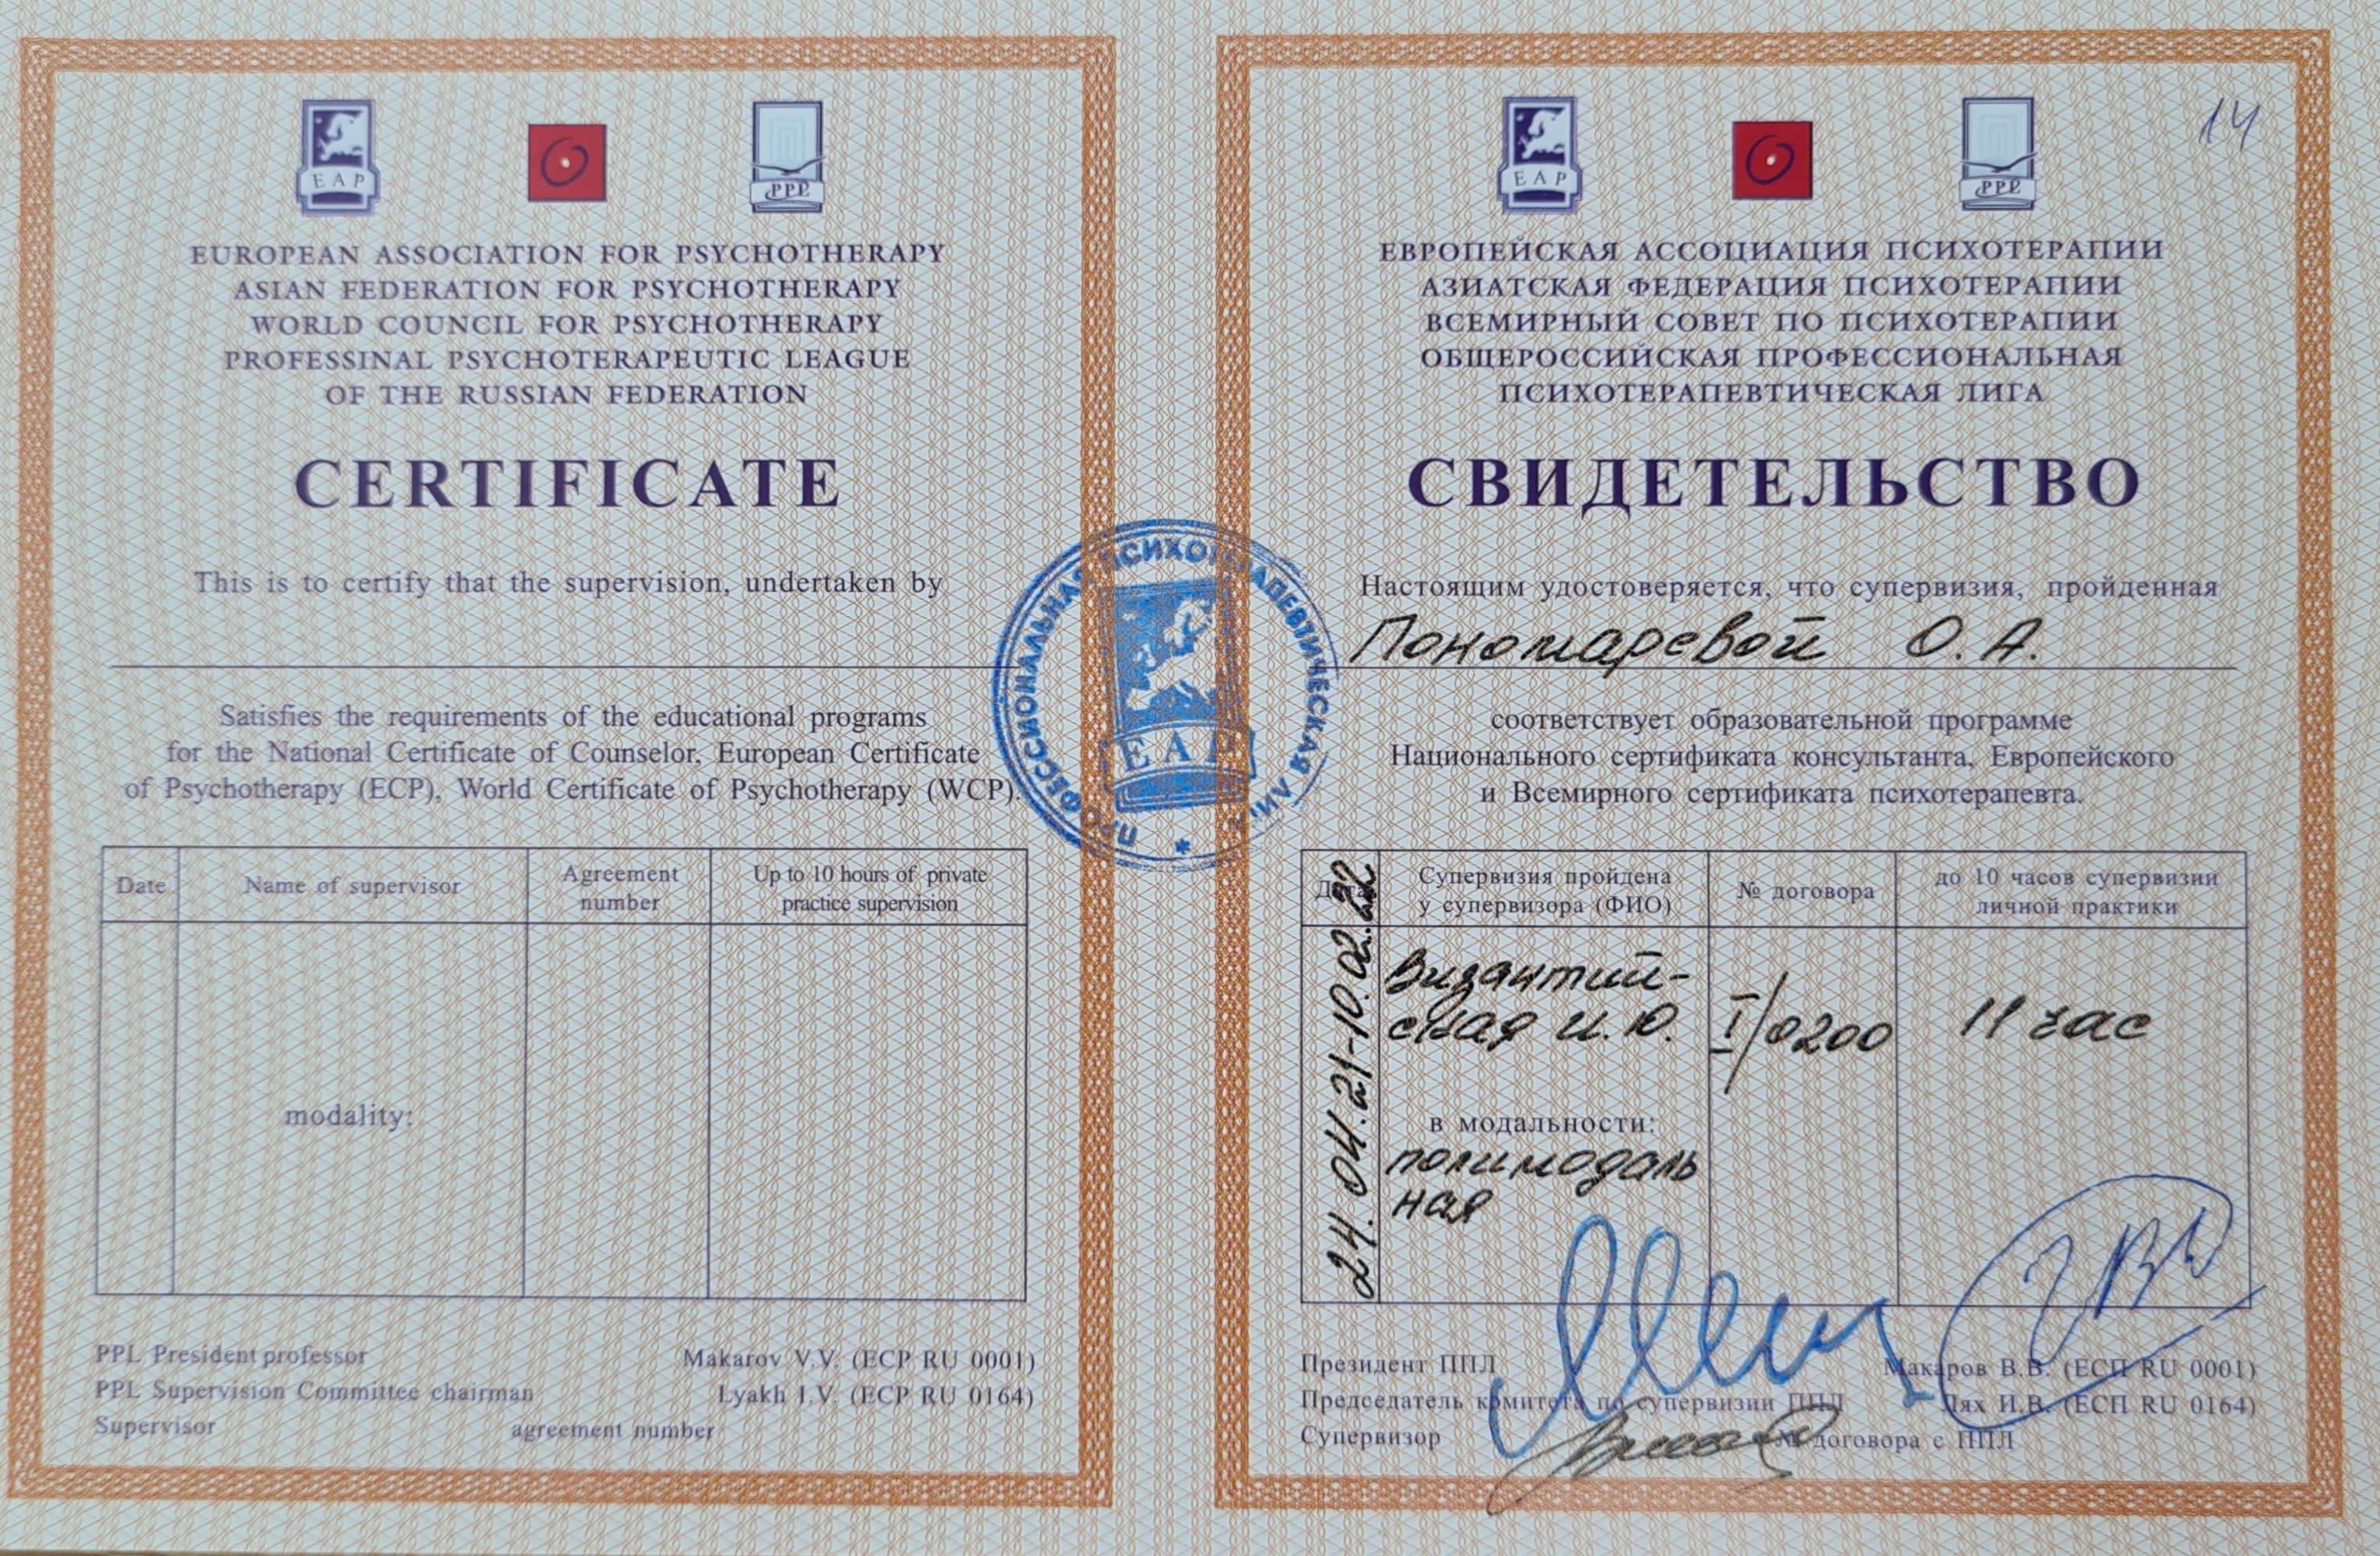 EAP
PPL
EUROPEAN ASSOCIATION FOR PSYCHOTHERAPY
ASIAN FEDERATION FOR PSYCHOTHERAPY
WORLD COUNCIL FOR PSYCHOTHERAPY
PROFESSINAL PSYCHOTERAPEUTIC LEAGUE
OF THE RUSSIAN FEDERATION
CERTIFICATE
This is to certify that the supervision, undertaken by
Satisfies the requirements of the educational programs
for the National Certificate of Counselor, European Certificate
of Psychotherapy (ECP), World Certificate of Psychotherapy (WCP).
Date
Name of supervisor
Agreement
number
Up to 10 hours of private
practice supervision
modality:
PPL President professor Makarov V.V. (ECP RU 0001)
PPL Supervision Committee chairman Lyakh I.V. (ECP RU 0164)
Supervisor agreement number
ПРОФЕССИОНАЛЬНАЯ ПСИХОТЕРАПЕВТИЧЕСКАЯ ЛИГА *
EAP
14
EAP
PPL
ЕВРОПЕЙСКАЯ АССОЦИАЦИЯ ПСИХОТЕРАПИИ
АЗИАТСКАЯ ФЕДЕРАЦИЯ ПСИХОТЕРАПИИ
ВСЕМИРНЫЙ СОВЕТ ПО ПСИХОТЕРАПИИ
ОБЩЕРОССИЙСКАЯ ПРОФЕССИОНАЛЬНАЯ
ПСИХОТЕРАПЕВТИЧЕСКАЯ ЛИГА
СВИДЕТЕЛЬСТВО
Настоящим удостоверяется, что супервизия, пройденная
Пономаревой О. А.
соответствует образовательной программе
Национального сертификата консультанта, Европейского
и Всемирного сертификата психотерапевта.
Дата
Супервизия пройдена
у супервизора (ФИО)
№ договора
до 10 часов супервизии
личной практики
24.04.21-10.02.22
Византий-
ская И.Ю.
I/0200
11 час
в модальности:
полимодаль
ная
Президент ППЛ Макаров В.В. (ЕСП RU 0001)
Председатель комитета по супервизии ППЛ Лях И.В. (ЕСП RU 0164)
Супервизор № договора с ППЛ